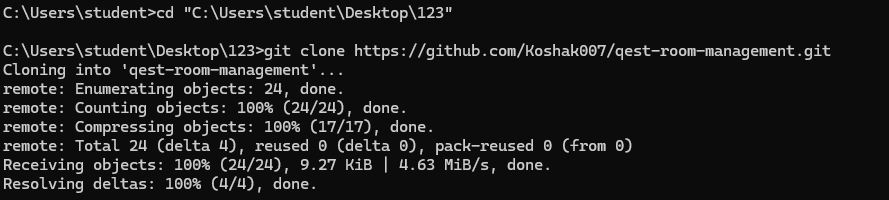 C:\Users\student>cd "C:\Users\student\Desktop\123"
C:\Users\student\Desktop\123>git clone https://github.com/Koshak007/qest-room-management.git
Cloning into 'qest-room-management'...
remote: Enumerating objects: 24, done.
remote: Counting objects: 100% (24/24), done.
remote: Compressing objects: 100% (17/17), done.
remote: Total 24 (delta 4), reused 0 (delta 0), pack-reused 0 (from 0)
Receiving objects: 100% (24/24), 9.27 KiB | 4.63 MiB/s, done.
Resolving deltas: 100% (4/4), done.